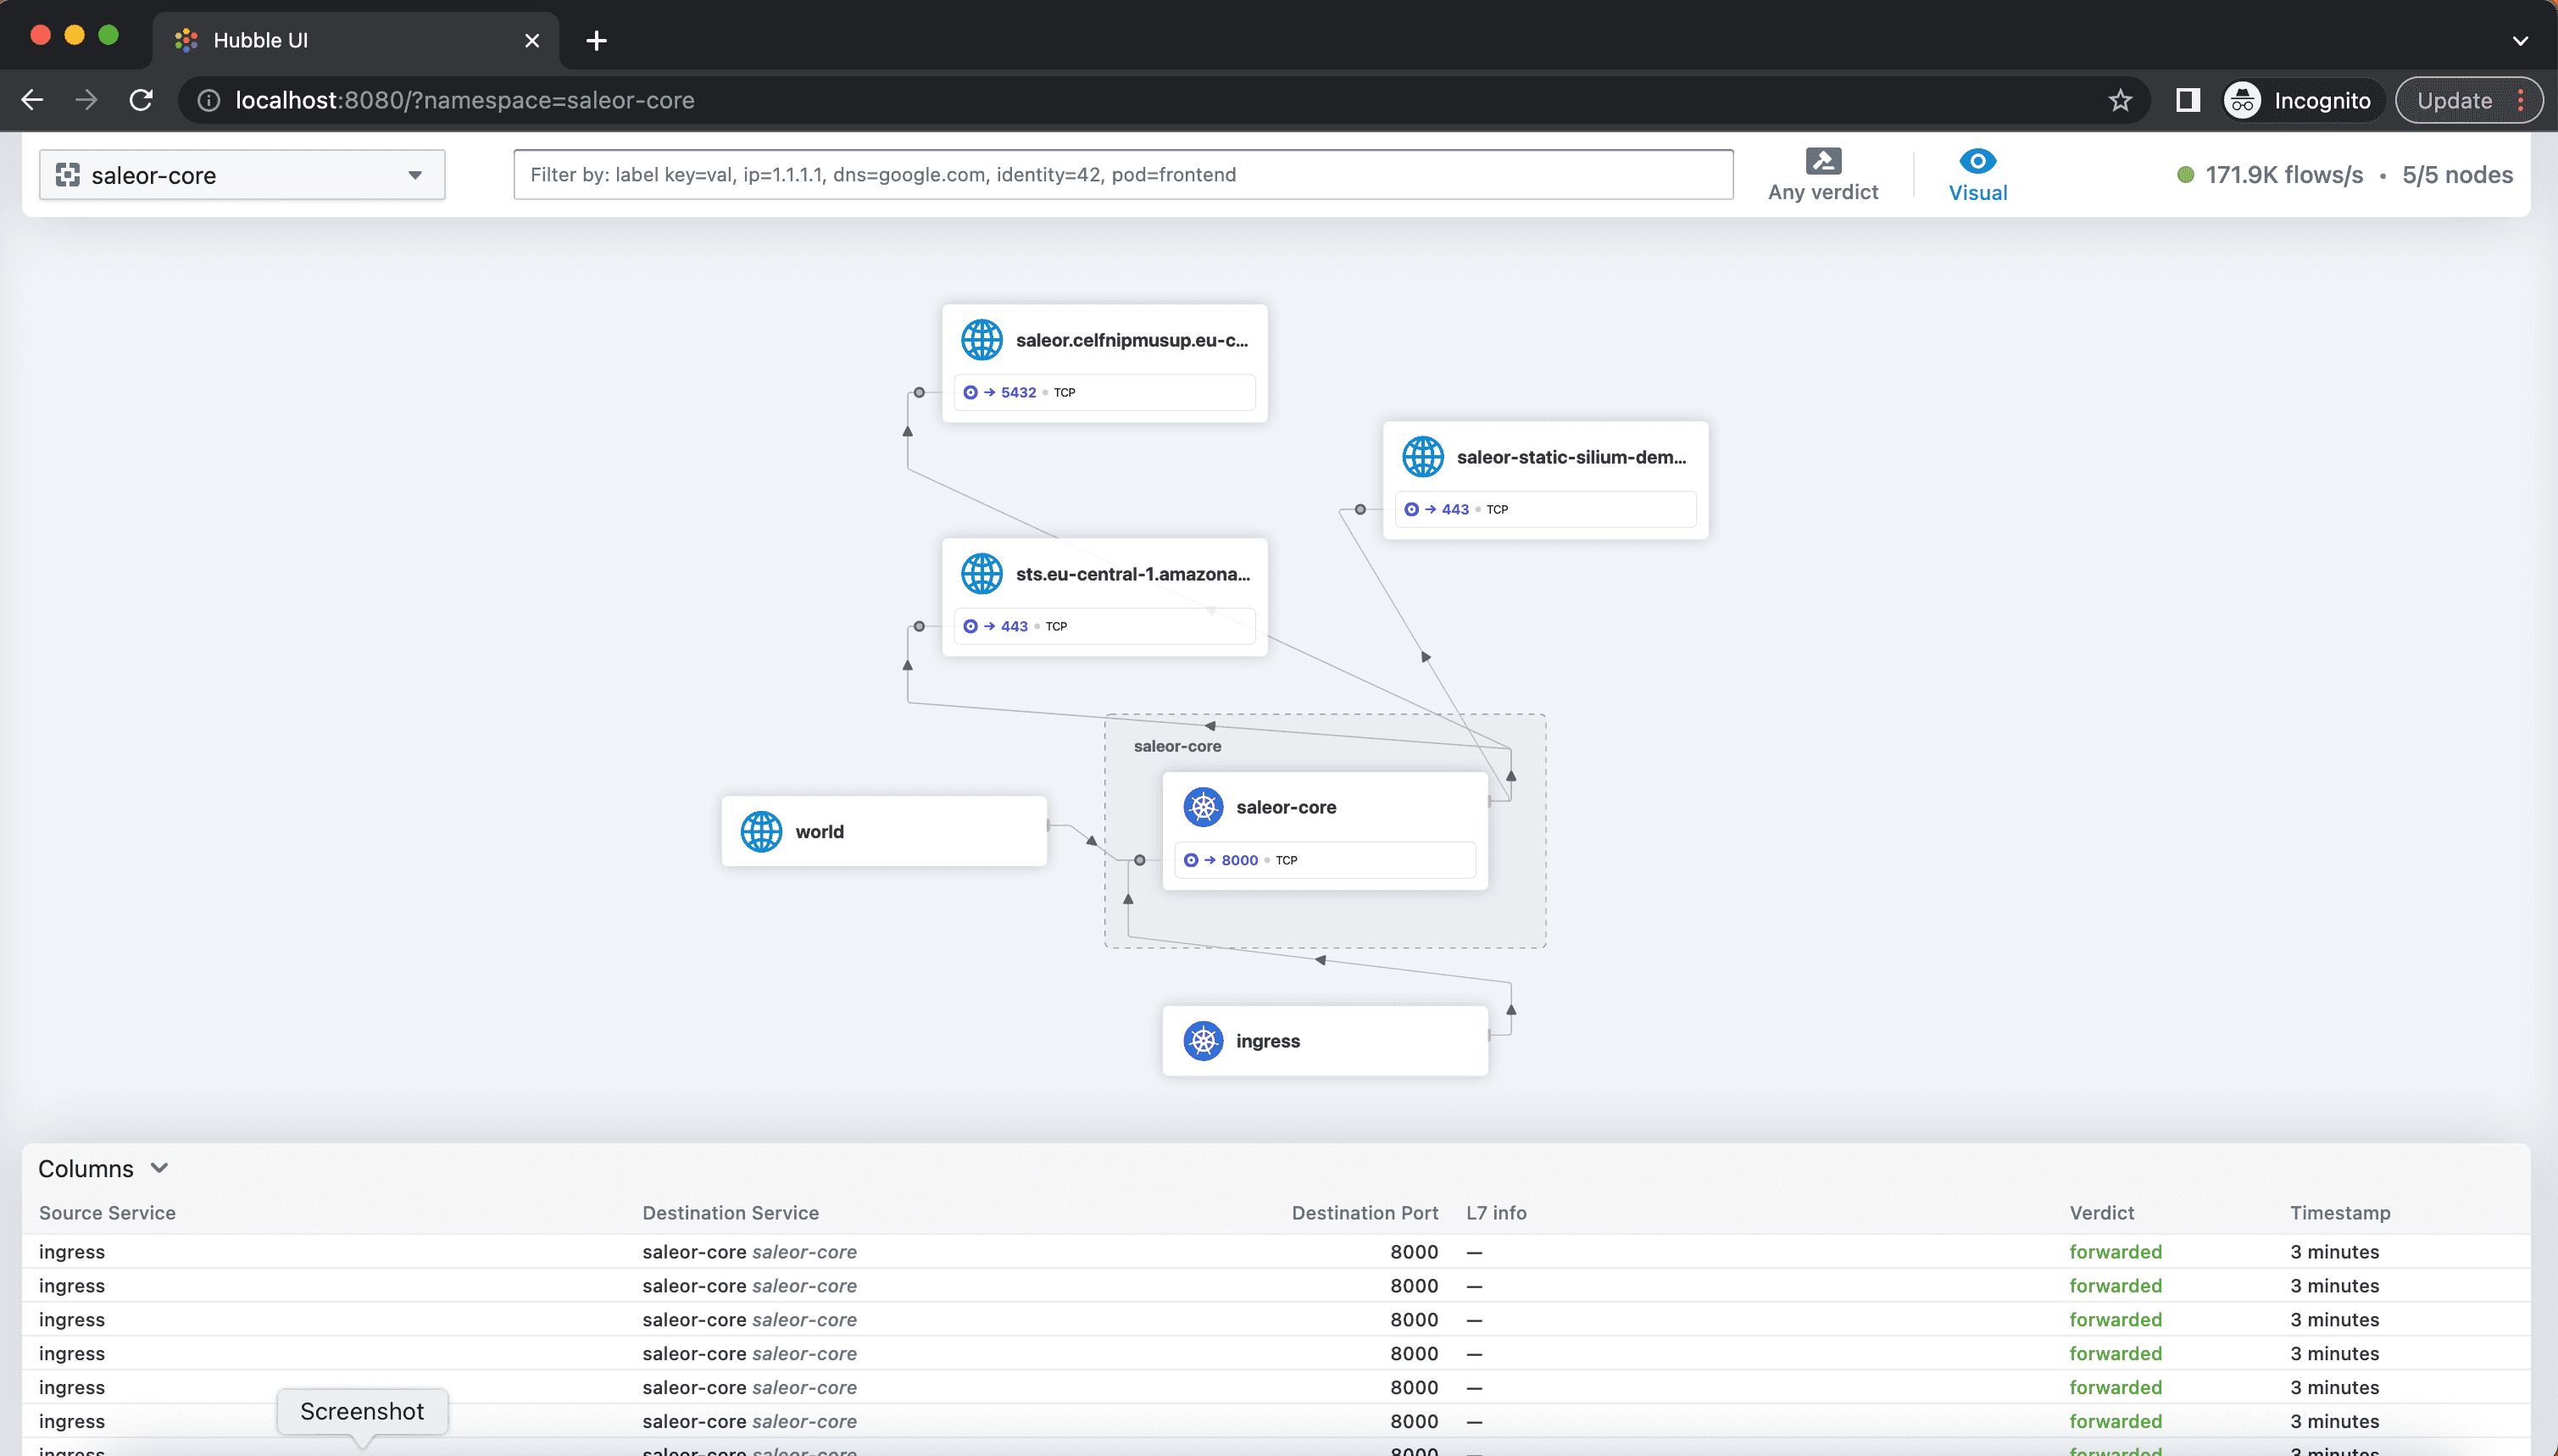 Hubble UI
localhost:8080/?namespace=saleor-core
Incognito
Update
saleor-core
Filter by: label key=val, ip=1.1.1.1, dns=google.com, identity=42, pod=frontend
Any verdict
Visual
171.9K flows/s • 5/5 nodes
saleor.celfnipmusup.eu-c...
→ 5432 • TCP
saleor-static-silium-dem...
→ 443 • TCP
sts.eu-central-1.amazona...
→ 443 • TCP
saleor-core
saleor-core
→ 8000 • TCP
world
ingress
Columns
Source Service Destination Service Destination Port L7 info Verdict Timestamp
ingress saleor-core saleor-core 8000 — forwarded 3 minutes
ingress saleor-core saleor-core 8000 — forwarded 3 minutes
ingress saleor-core saleor-core 8000 — forwarded 3 minutes
ingress saleor-core saleor-core 8000 — forwarded 3 minutes
ingress saleor-core saleor-core 8000 — forwarded 3 minutes
ingress saleor-core saleor-core 8000 — forwarded 3 minutes
Screenshot
ingress saleor-core saleor-core 8000 forwarded 3 minutes